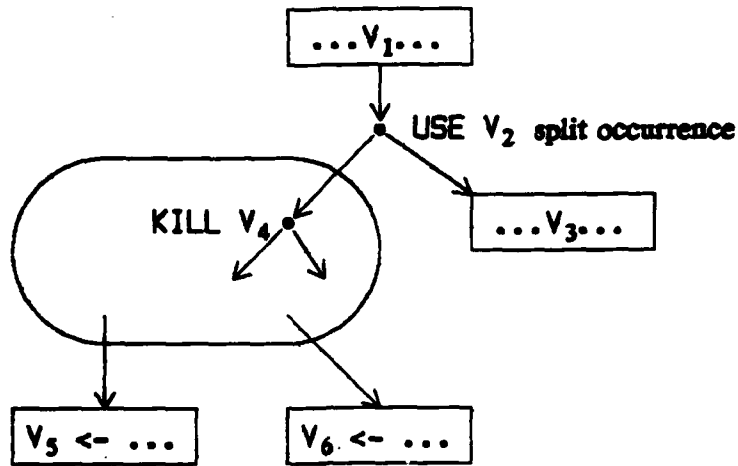 ...V₁...
USE V₂ split occurrence
KILL V₄
...V₃...
V₅ <- ...
V₆ <- ...